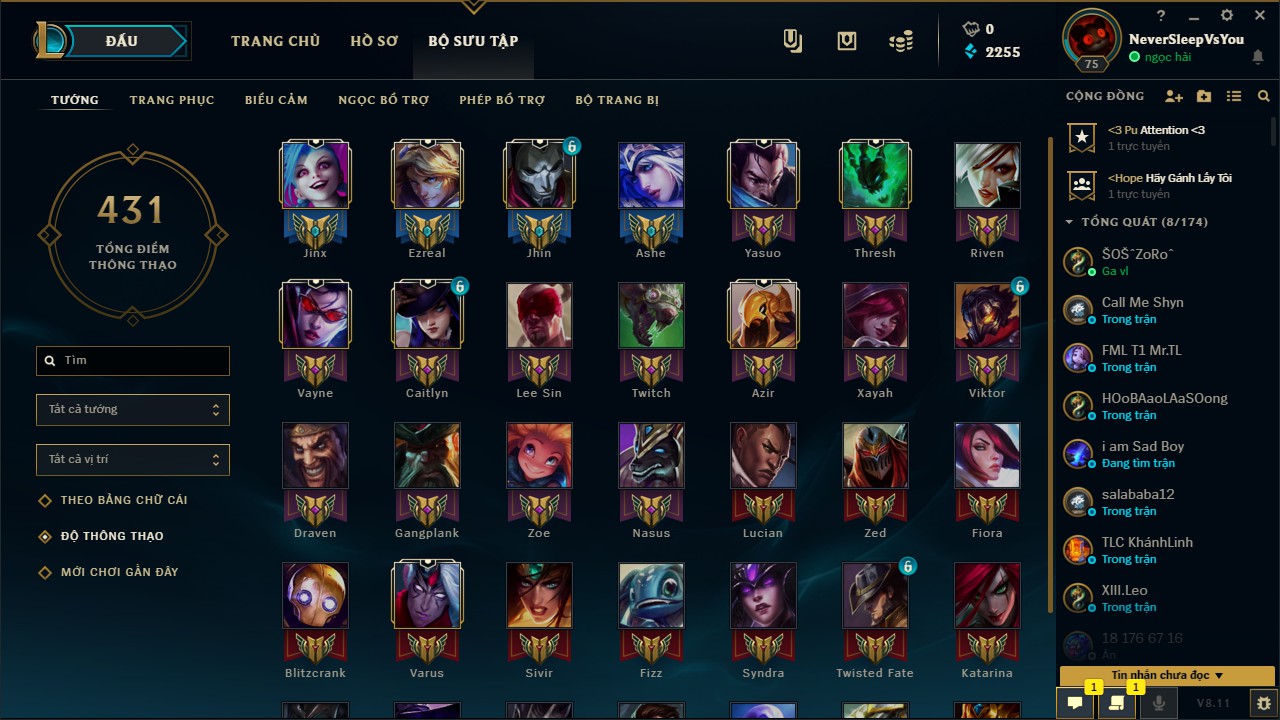 ĐẤU
TRANG CHỦ
HỒ SƠ
BỘ SƯU TẬP
0
2255
?
75
NeverSleepVsYou
ngọc hải
TƯỚNG
TRANG PHỤC
BIỂU CẢM
NGỌC BỔ TRỢ
PHÉP BỔ TRỢ
BỘ TRANG BỊ
431
TỔNG ĐIỂM
THÔNG THẠO
Tìm
Tất cả tướng
Tất cả vị trí
THEO BẢNG CHỮ CÁI
ĐỘ THÔNG THẠO
MỚI CHƠI GẦN ĐÂY
6
Jinx Ezreal Jhin Ashe Yasuo Thresh Riven
6 6
Vayne Caitlyn Lee Sin Twitch Azir Xayah Viktor
Draven Gangplank Zoe Nasus Lucian Zed Fiora
6
Blitzcrank Varus Sivir Fizz Syndra Twisted Fate Katarina
CỘNG ĐỒNG
<3 Pu Attention <3
1 trực tuyến
<Hope Hãy Gánh Lấy Tôi
1 trực tuyến
TỔNG QUÁT (8/174)
ŠOŠˆZoRoˆ
Ga vl
Call Me Shyn
Trong trận
FML T1 Mr.TL
Trong trận
HOoBAaoLAaSOong
Trong trận
i am Sad Boy
Đang tìm trận
salababa12
Trong trận
TLC KhánhLinh
Trong trận
XIII.Leo
Trong trận
18 176 67 16
Ẩn
Tin nhắn chưa đọc
1
1
V8.11